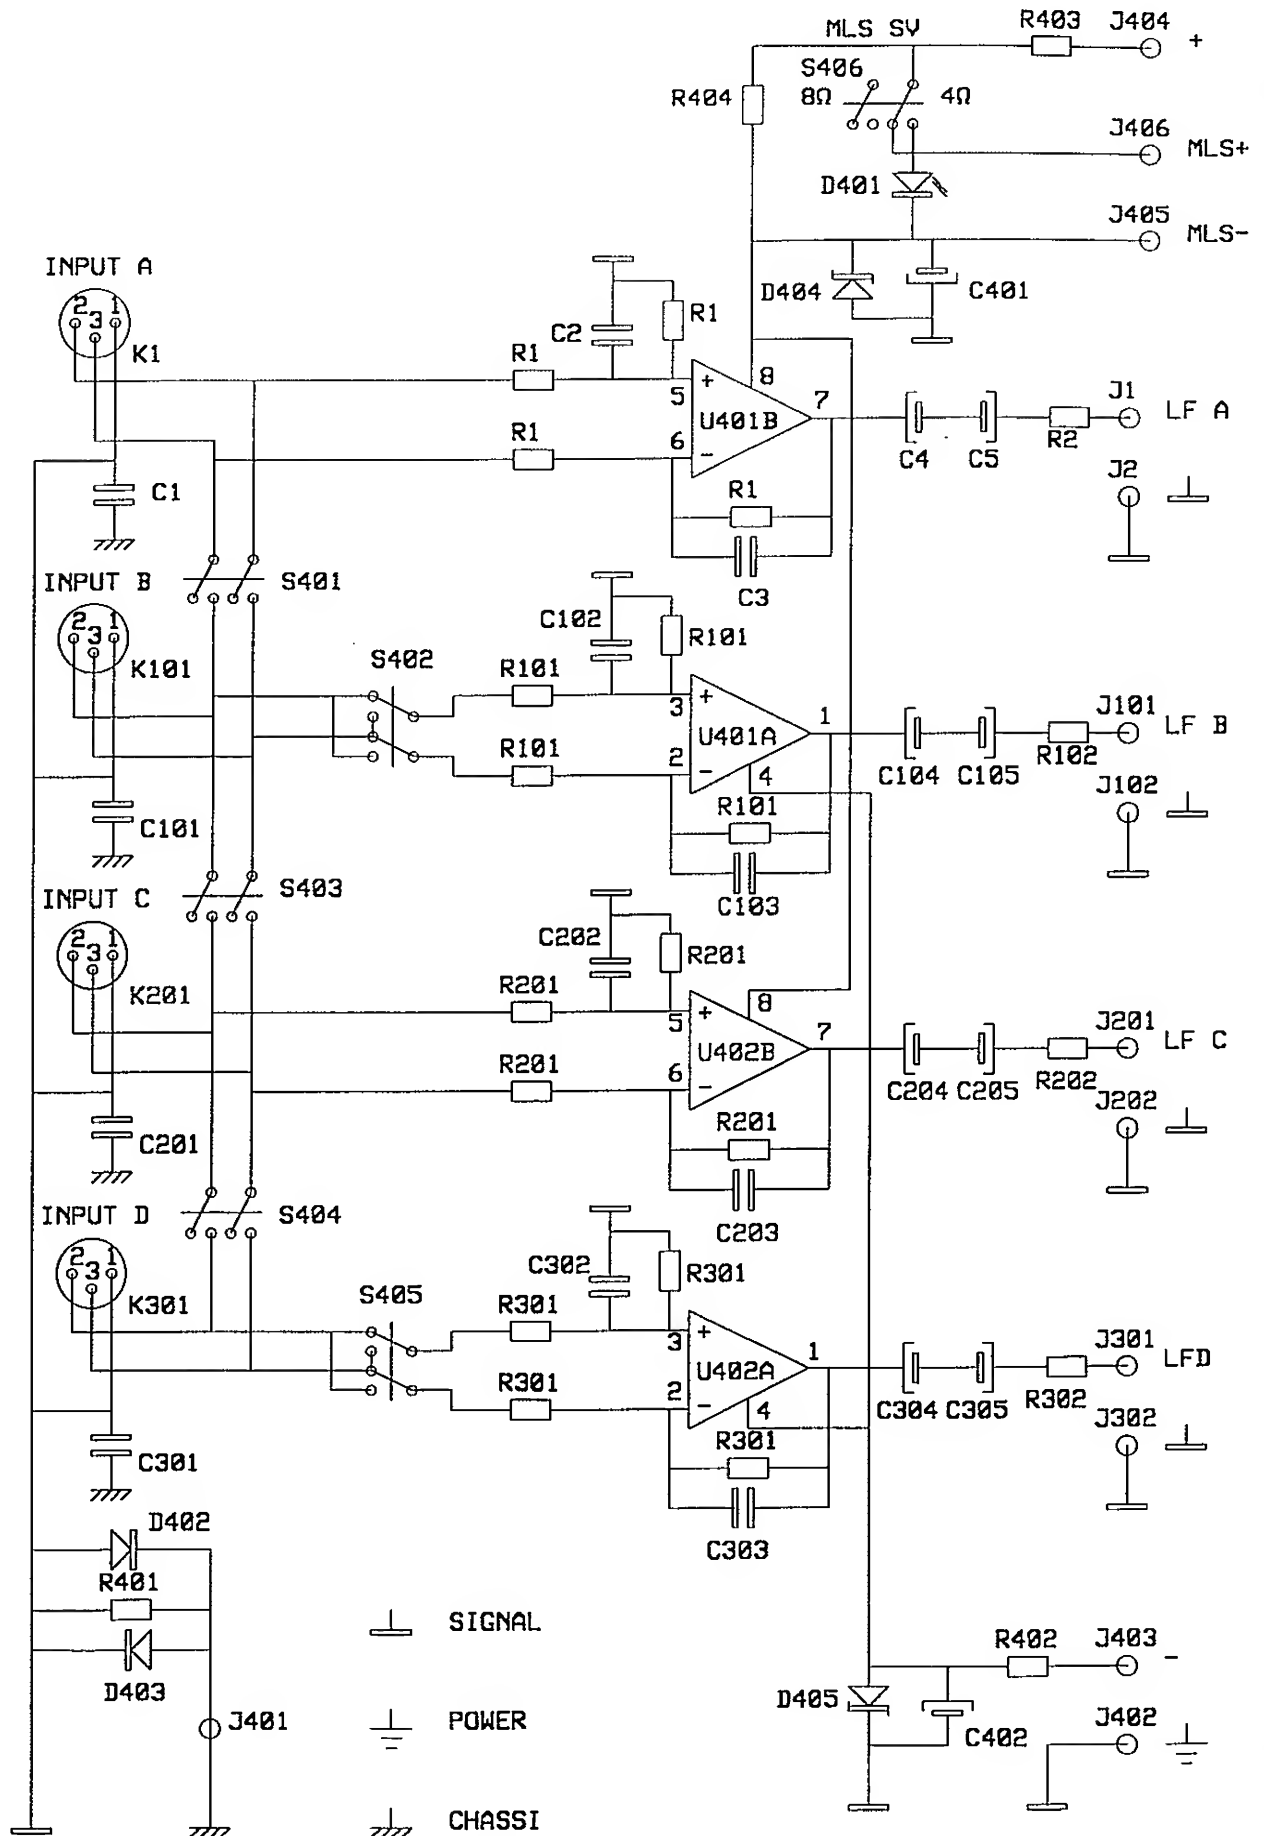 R403 J404 +
MLS SV
S406
8Ω 4Ω
R404
J406
MLS+
D401
J405
MLS-
INPUT A
2 3 1
K1
D404 C401
C2 R1
R1
5 + 8
U401B 7
6 -
R1
C4 C5 R2
J1 LF A
J2
C1
R1
C3
INPUT B
S401
2 3 1
K101
C102 R101
S402
R101
3 + 1
U401A
2 - 4
R101
C104 C105 R102
J101 LF B
J102
C101
R101
C103
INPUT C
S403
2 3 1
K201
C202 R201
R201
5 + 8
U402B 7
6 -
R201
C204 C205 R202
J201 LF C
J202
C201
R201
C203
INPUT D
S404
2 3 1
K301
C302 R301
S405
R301
3 + 1
U402A
2 - 4
R301
C304 C305 R302
J301 LFD
J302
C301
R301
C303
D402
R401
D403
J401
SIGNAL
POWER
CHASSI
R402 J403 -
D405 C402
J402